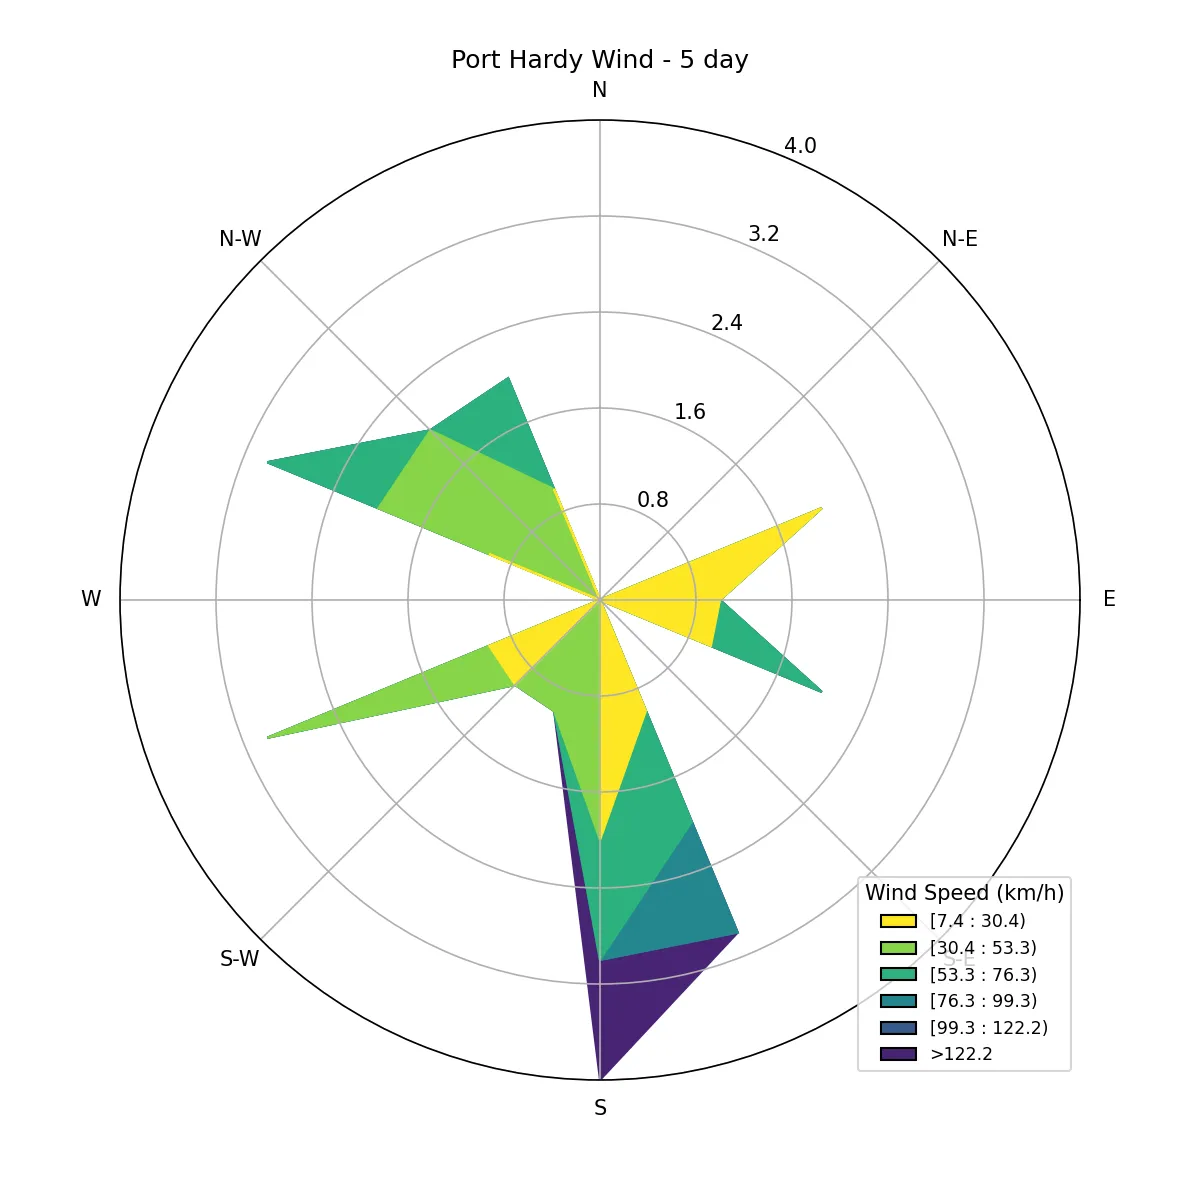 Port Hardy Wind - 5 day
N
4.0
N-W
3.2
N-E
2.4
1.6
0.8
W
E
S-W
S-E
Wind Speed (km/h)
[7.4 : 30.4)
[30.4 : 53.3)
[53.3 : 76.3)
[76.3 : 99.3)
[99.3 : 122.2)
>122.2
S